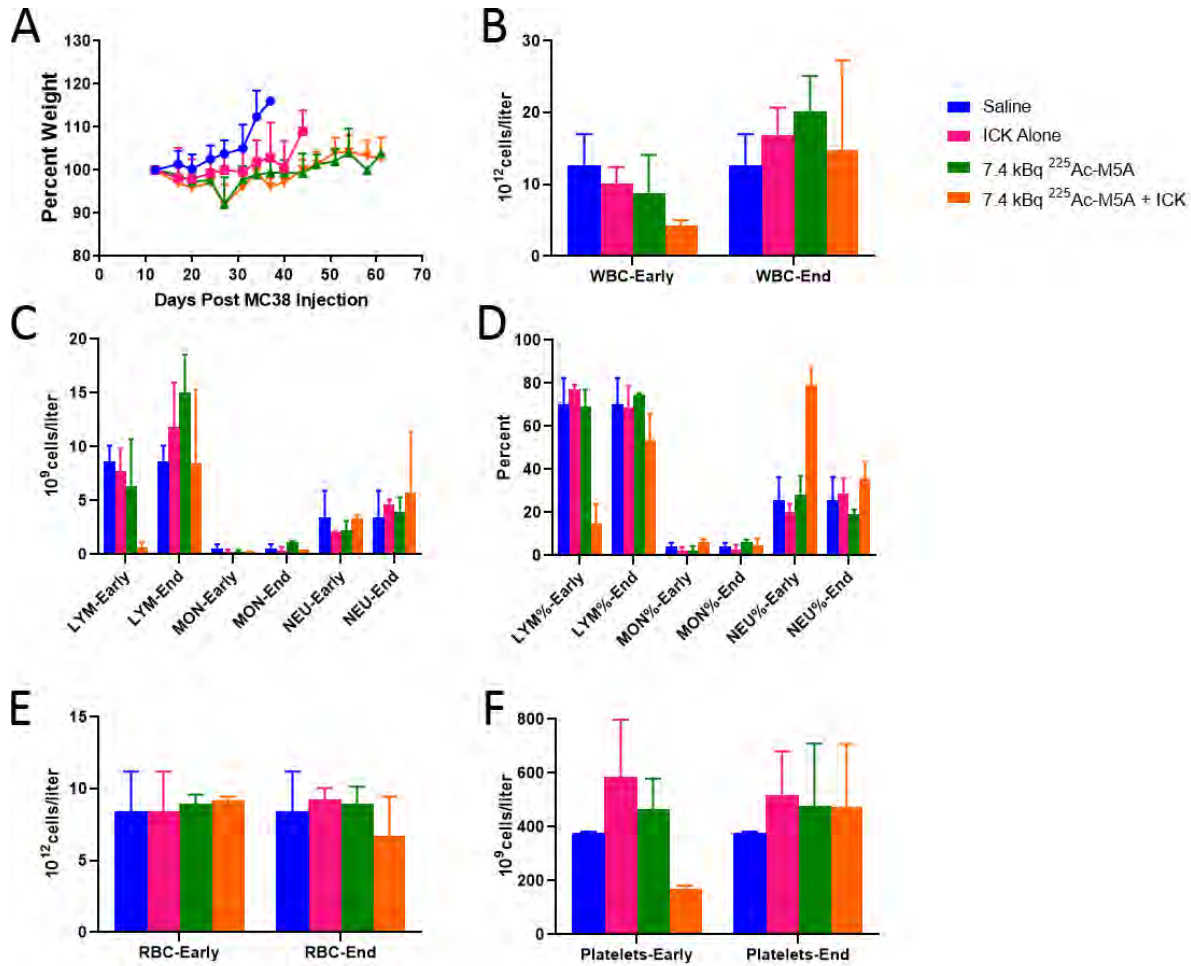 A
Percent Weight
130
120
110
100
90
80
0 10 20 30 40 50 60 70
Days Post MC38 Injection
B
10¹²cells/liter
30
20
10
0
WBC-Early WBC-End
Saline
ICK Alone
7.4 kBq ²²⁵Ac-M5A
7.4 kBq ²²⁵Ac-M5A + ICK
C
10⁹cells/liter
20
15
10
5
0
LYM-Early LYM-End MON-Early MON-End NEU-Early NEU-End
D
Percent
100
80
60
40
20
0
LYM%-Early LYM%-End MON%-Early MON%-End NEU%-Early NEU%-End
E
10¹²cells/liter
15
10
5
0
RBC-Early RBC-End
F
10⁹cells/liter
800
600
400
200
0
Platelets-Early Platelets-End